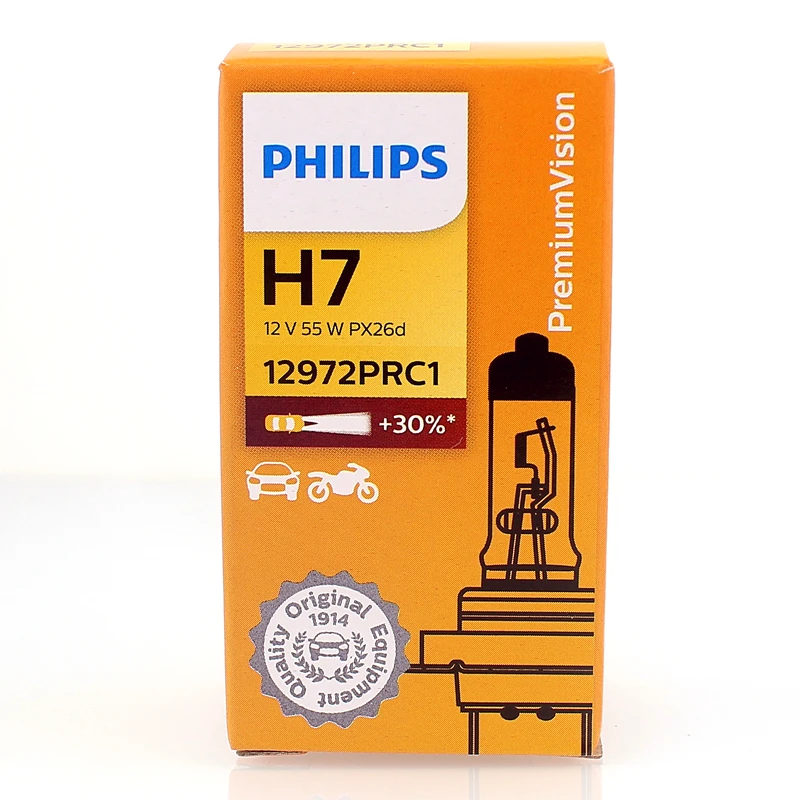 12972PRC1
PHILIPS
PremiumVision
H7
12 V 55 W PX26d
12972PRC1
+30%*
Original Equipment Quality
1914